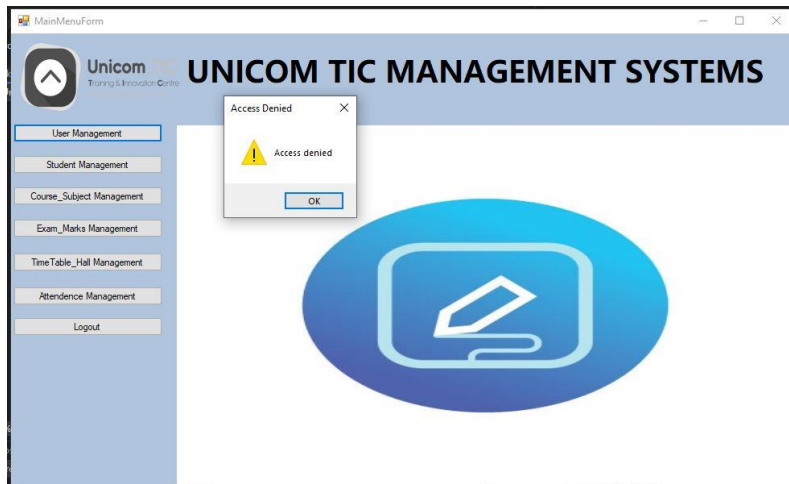 MainMenuForm
Unicom TIC
Training & Innovation Centre
UNICOM TIC MANAGEMENT SYSTEMS
Access Denied
Access denied
OK
User Management
Student Management
Course_Subject Management
Exam_Marks Management
TimeTable_Hall Management
Attendence Management
Logout